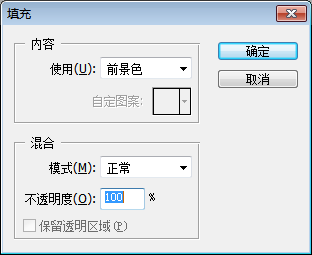 填充
内容
使用(U): 前景色
自定图案:
确定
取消
混合
模式(M): 正常
不透明度(O): 100 %
保留透明区域(P)